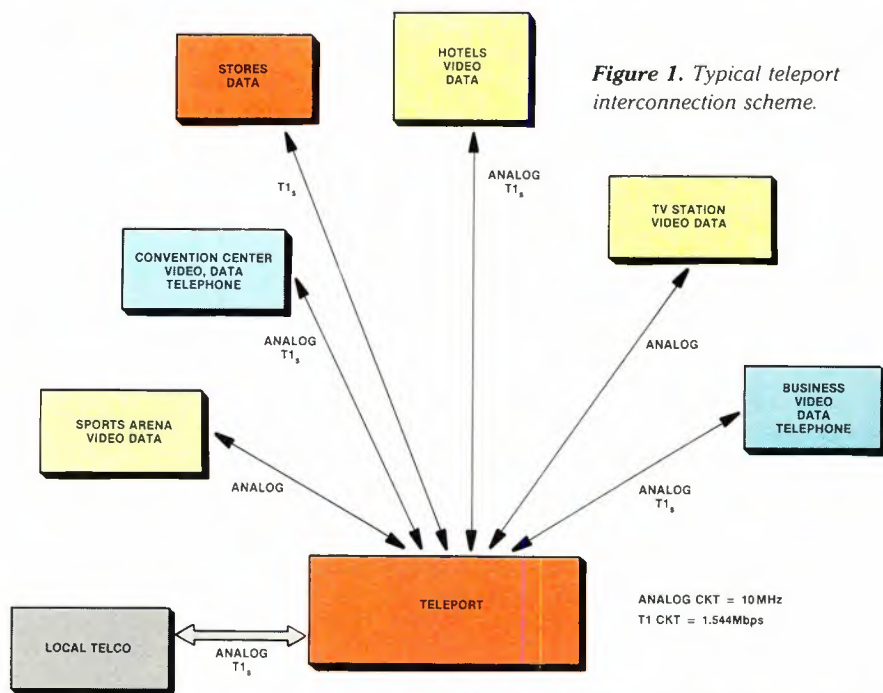 STORES
DATA
HOTELS
VIDEO
DATA
Figure 1. Typical teleport
interconnection scheme.
T1s
ANALOG
T1s
TV STATION
VIDEO DATA
CONVENTION CENTER
VIDEO, DATA
TELEPHONE
ANALOG
T1s
ANALOG
BUSINESS
VIDEO
DATA
TELEPHONE
SPORTS ARENA
VIDEO DATA
ANALOG
ANALOG
T1s
TELEPORT
ANALOG CKT = 10MHz
T1 CKT = 1.544Mbps
LOCAL TELCO
ANALOG
T1s